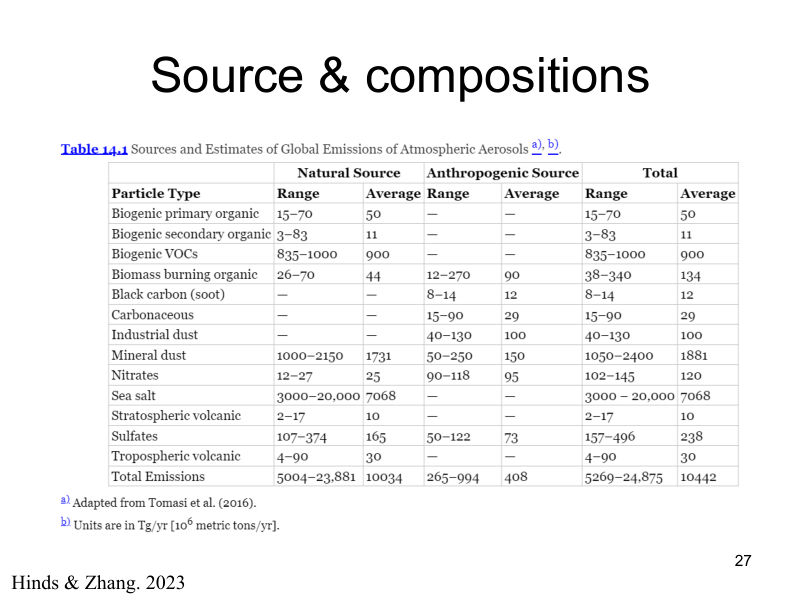 Source & compositions
Table 14.1 Sources and Estimates of Global Emissions of Atmospheric Aerosols a), b).
Natural Source Anthropogenic Source Total
Particle Type Range Average Range Average Range Average
Biogenic primary organic 15–70 50 — — 15–70 50
Biogenic secondary organic 3–83 11 — — 3–83 11
Biogenic VOCs 835–1000 900 — — 835–1000 900
Biomass burning organic 26–70 44 12–270 90 38–340 134
Black carbon (soot) — — 8–14 12 8–14 12
Carbonaceous — — 15–90 29 15–90 29
Industrial dust — — 40–130 100 40–130 100
Mineral dust 1000–2150 1731 50–250 150 1050–2400 1881
Nitrates 12–27 25 90–118 95 102–145 120
Sea salt 3000–20,000 7068 — — 3000 – 20,000 7068
Stratospheric volcanic 2–17 10 — — 2–17 10
Sulfates 107–374 165 50–122 73 157–496 238
Tropospheric volcanic 4–90 30 — — 4–90 30
Total Emissions 5004–23,881 10034 265–994 408 5269–24,875 10442
a) Adapted from Tomasi et al. (2016).
b) Units are in Tg/yr [10⁶ metric tons/yr].
27
Hinds & Zhang. 2023